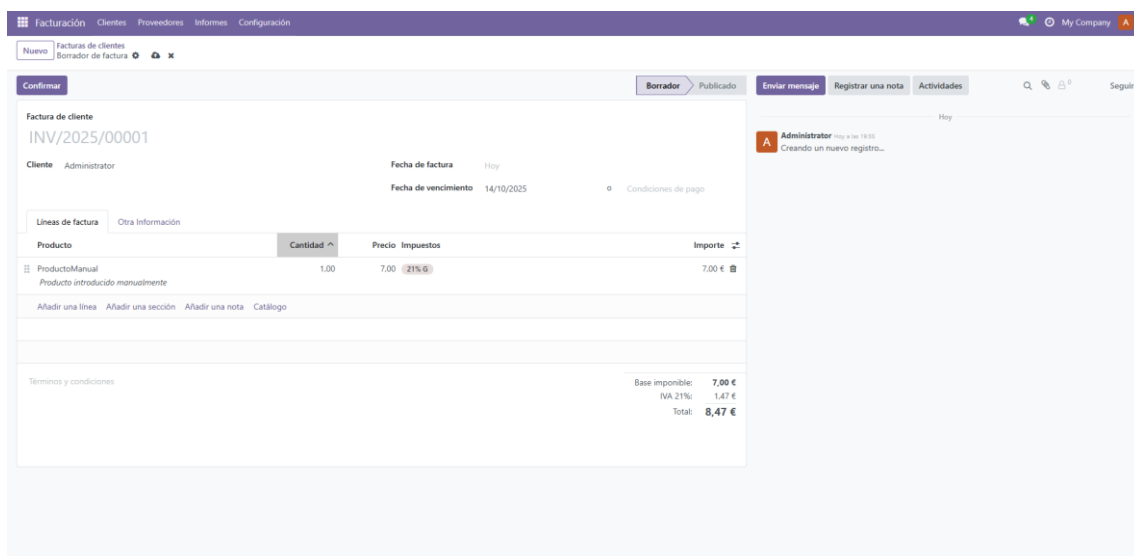 Facturación Clientes Proveedores Informes Configuración 4 My Company A
Nuevo Facturas de clientes
Borrador de factura
Confirmar Borrador Publicado Enviar mensaje Registrar una nota Actividades 0 Seguir
Factura de cliente Hoy
INV/2025/00001
A Administrator Hoy a las 18:55
Creando un nuevo registro...
Cliente Administrator Fecha de factura Hoy
Fecha de vencimiento 14/10/2025 o Condiciones de pago
Líneas de factura Otra Información
Producto Cantidad Precio Impuestos Importe
ProductoManual 1,00 7,00 21% G 7,00 €
Producto introducido manualmente
Añadir una línea Añadir una sección Añadir una nota Catálogo
Términos y condiciones Base imponible: 7,00 €
IVA 21%: 1,47 €
Total: 8,47 €